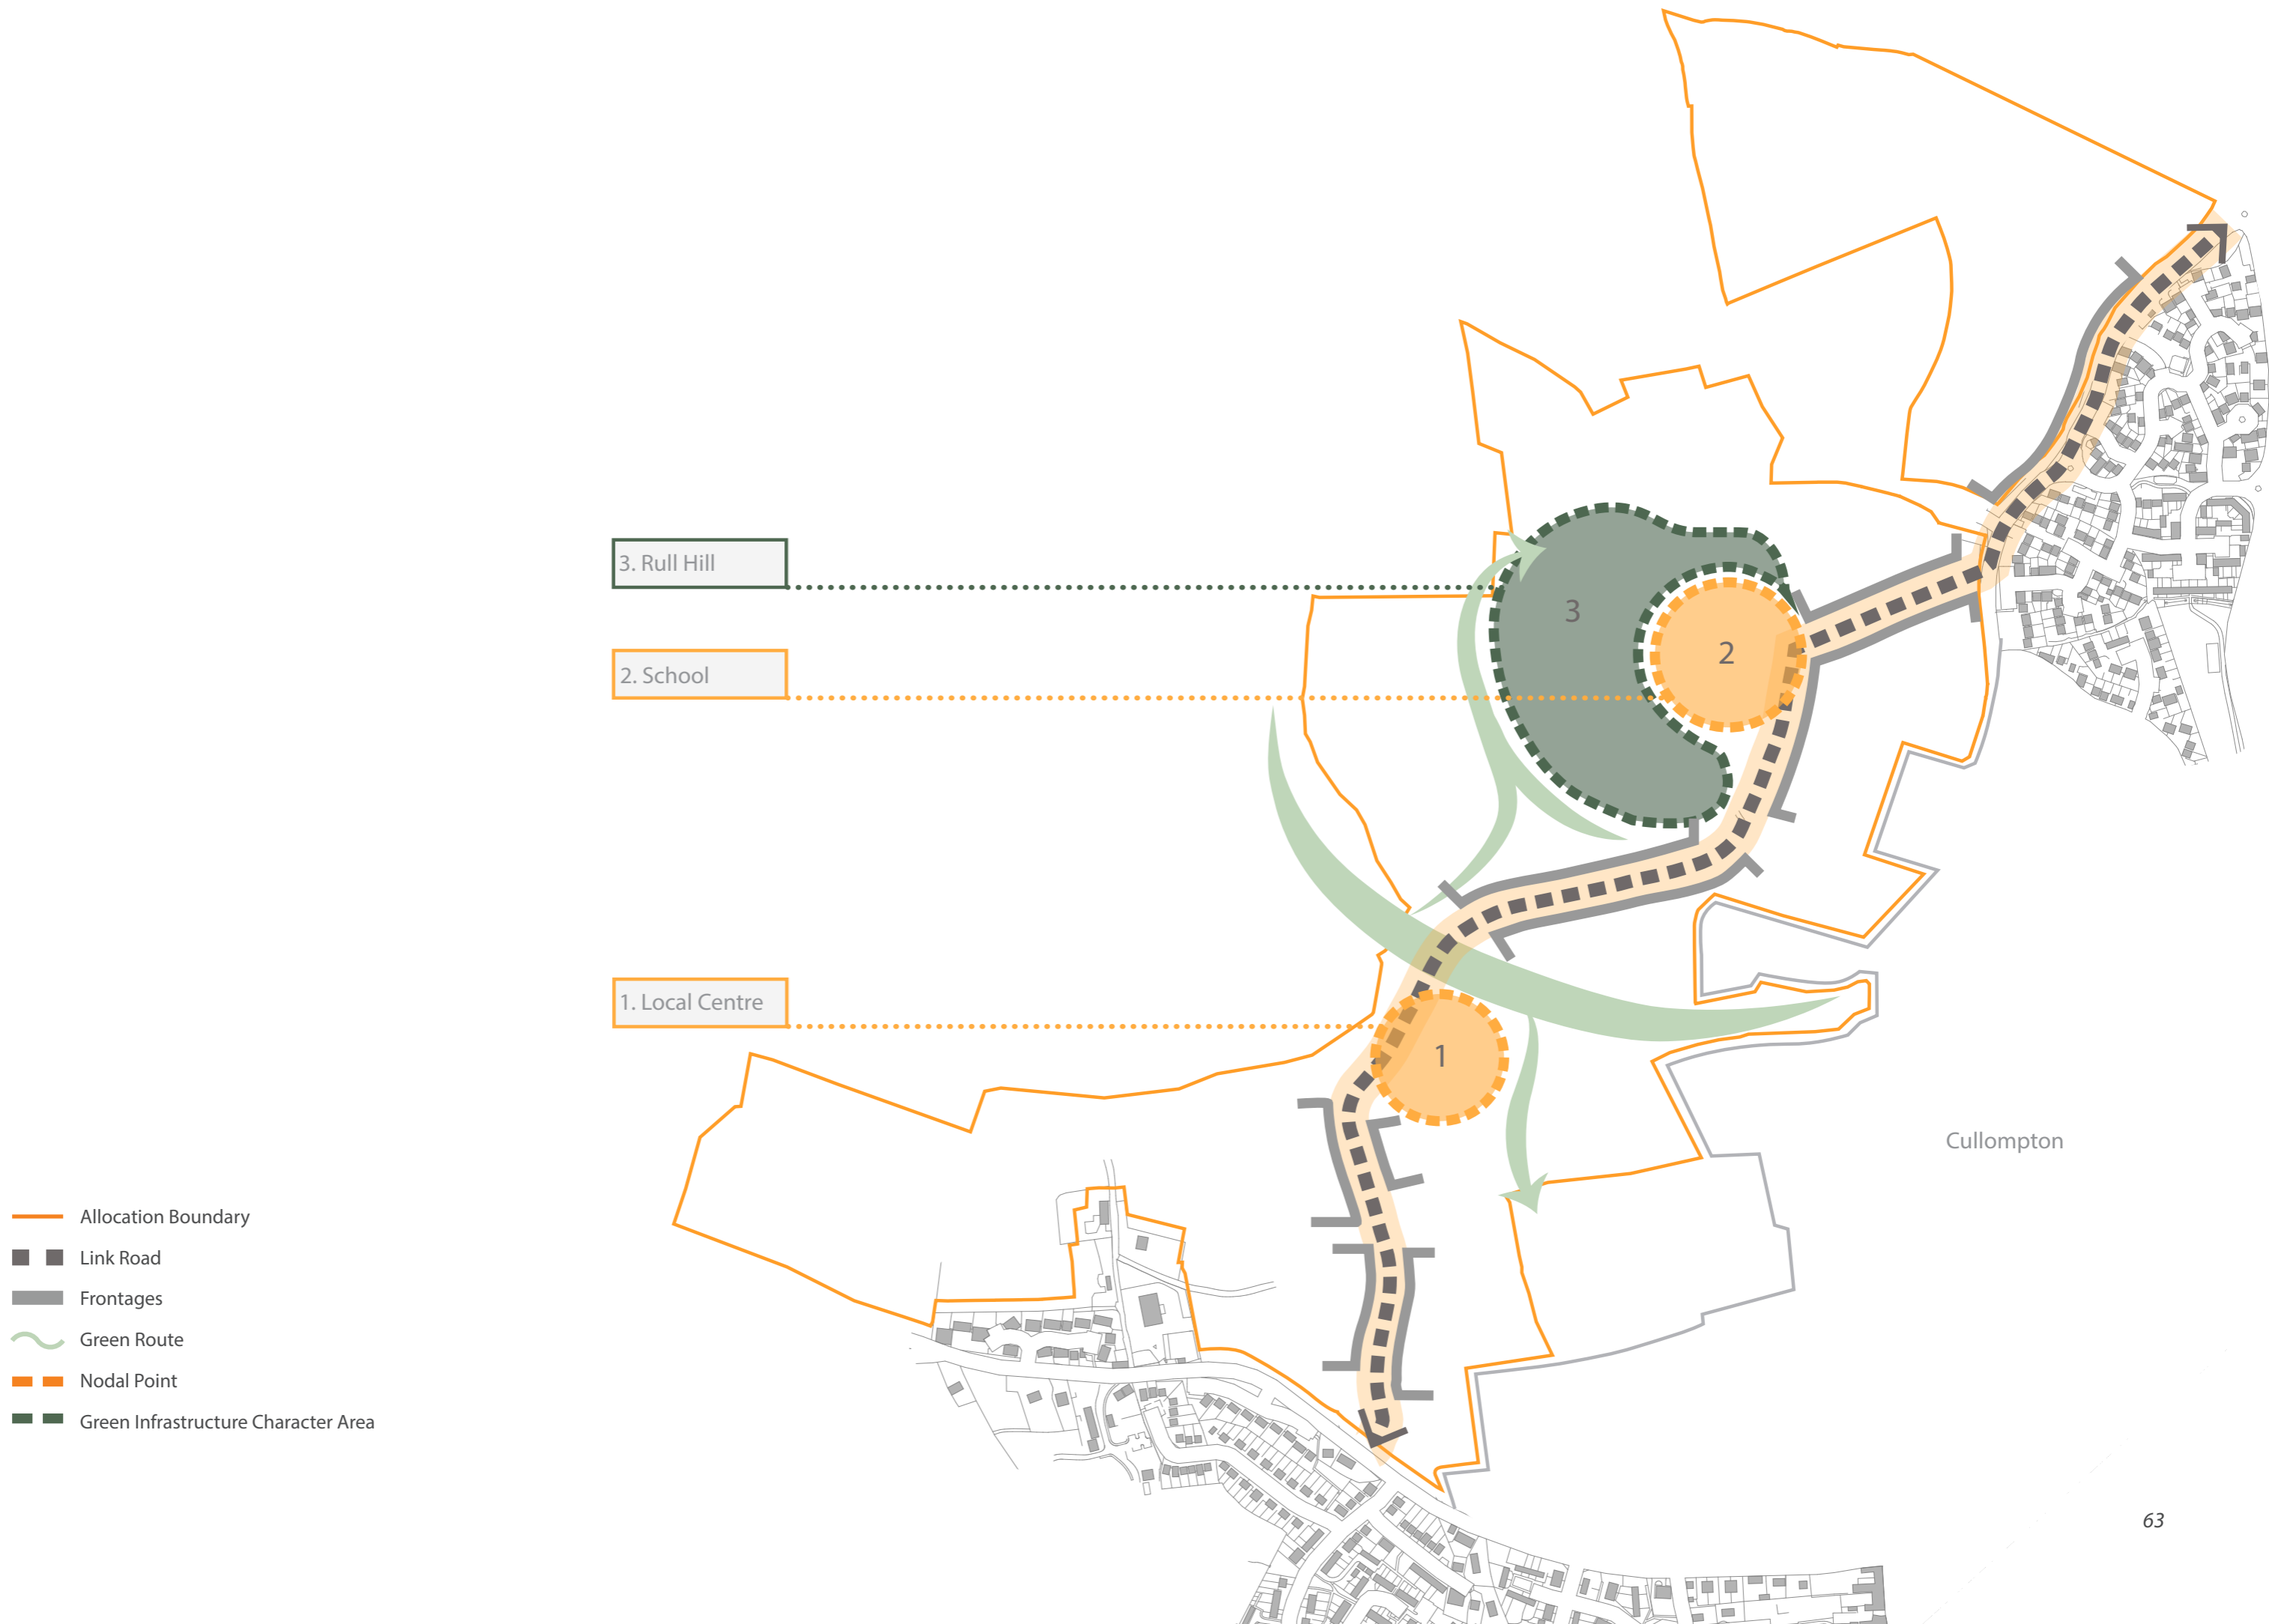 3. Rull Hill
3
2. School
2
1. Local Centre
1
Cullompton
Allocation Boundary
Link Road
Frontages
Green Route
Nodal Point
Green Infrastructure Character Area
63